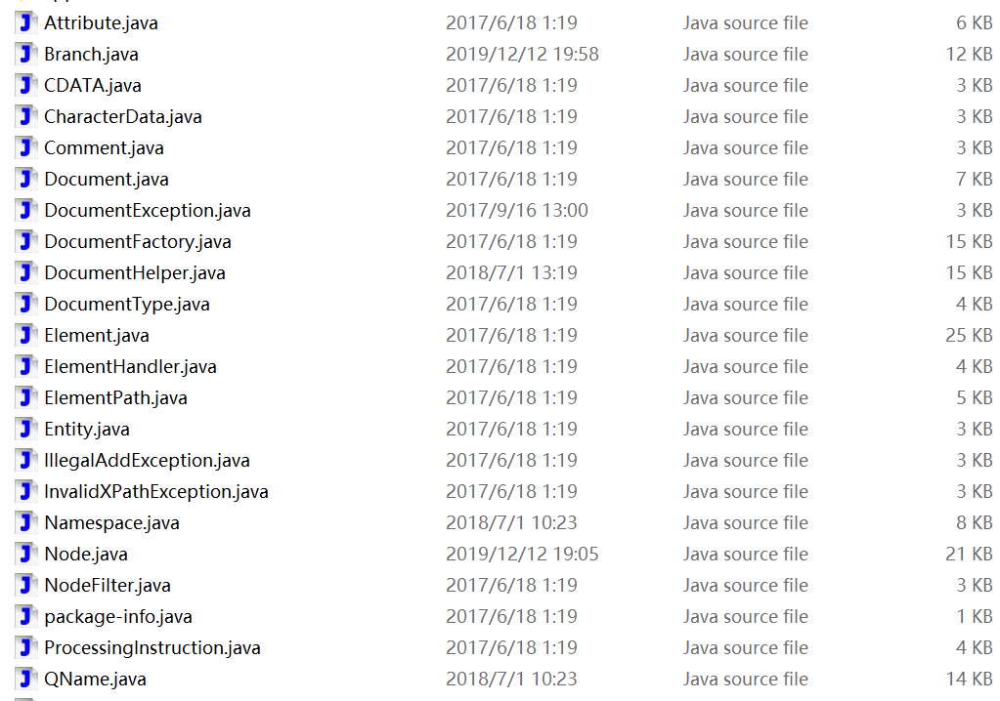 Attribute.java 2017/6/18 1:19 Java source file 6 KB
Branch.java 2019/12/12 19:58 Java source file 12 KB
CDATA.java 2017/6/18 1:19 Java source file 3 KB
CharacterData.java 2017/6/18 1:19 Java source file 3 KB
Comment.java 2017/6/18 1:19 Java source file 3 KB
Document.java 2017/6/18 1:19 Java source file 7 KB
DocumentException.java 2017/9/16 13:00 Java source file 3 KB
DocumentFactory.java 2017/6/18 1:19 Java source file 15 KB
DocumentHelper.java 2018/7/1 13:19 Java source file 15 KB
DocumentType.java 2017/6/18 1:19 Java source file 4 KB
Element.java 2017/6/18 1:19 Java source file 25 KB
ElementHandler.java 2017/6/18 1:19 Java source file 4 KB
ElementPath.java 2017/6/18 1:19 Java source file 5 KB
Entity.java 2017/6/18 1:19 Java source file 3 KB
IllegalAddException.java 2017/6/18 1:19 Java source file 3 KB
InvalidXPathException.java 2017/6/18 1:19 Java source file 3 KB
Namespace.java 2018/7/1 10:23 Java source file 8 KB
Node.java 2019/12/12 19:05 Java source file 21 KB
NodeFilter.java 2017/6/18 1:19 Java source file 3 KB
package-info.java 2017/6/18 1:19 Java source file 1 KB
ProcessingInstruction.java 2017/6/18 1:19 Java source file 4 KB
QName.java 2018/7/1 10:23 Java source file 14 KB